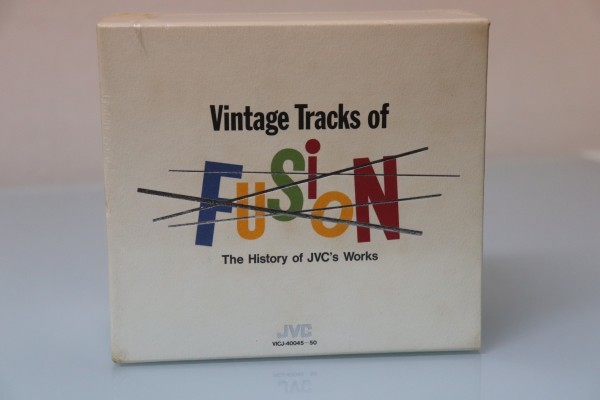 Vintage Tracks of
FUSiON
The History of JVC's Works
JVC
VICJ-40045~50